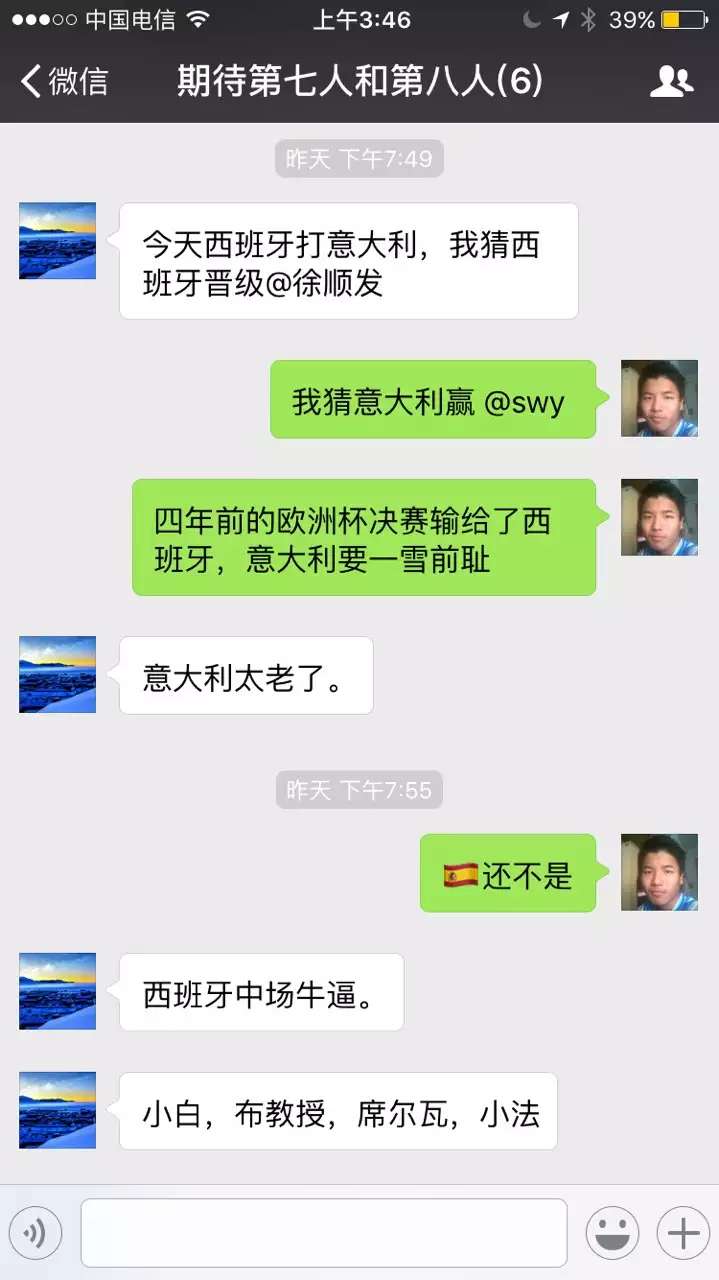 中国电信 上午3:46 39%
微信 期待第七人和第八人(6)
昨天 下午7:49
今天西班牙打意大利，我猜西
班牙晋级@徐顺发
我猜意大利赢 @swy
四年前的欧洲杯决赛输给了西
班牙，意大利要一雪前耻
意大利太老了。
昨天 下午7:55
🇪🇸还不是
西班牙中场牛逼。
小白，布教授，席尔瓦，小法